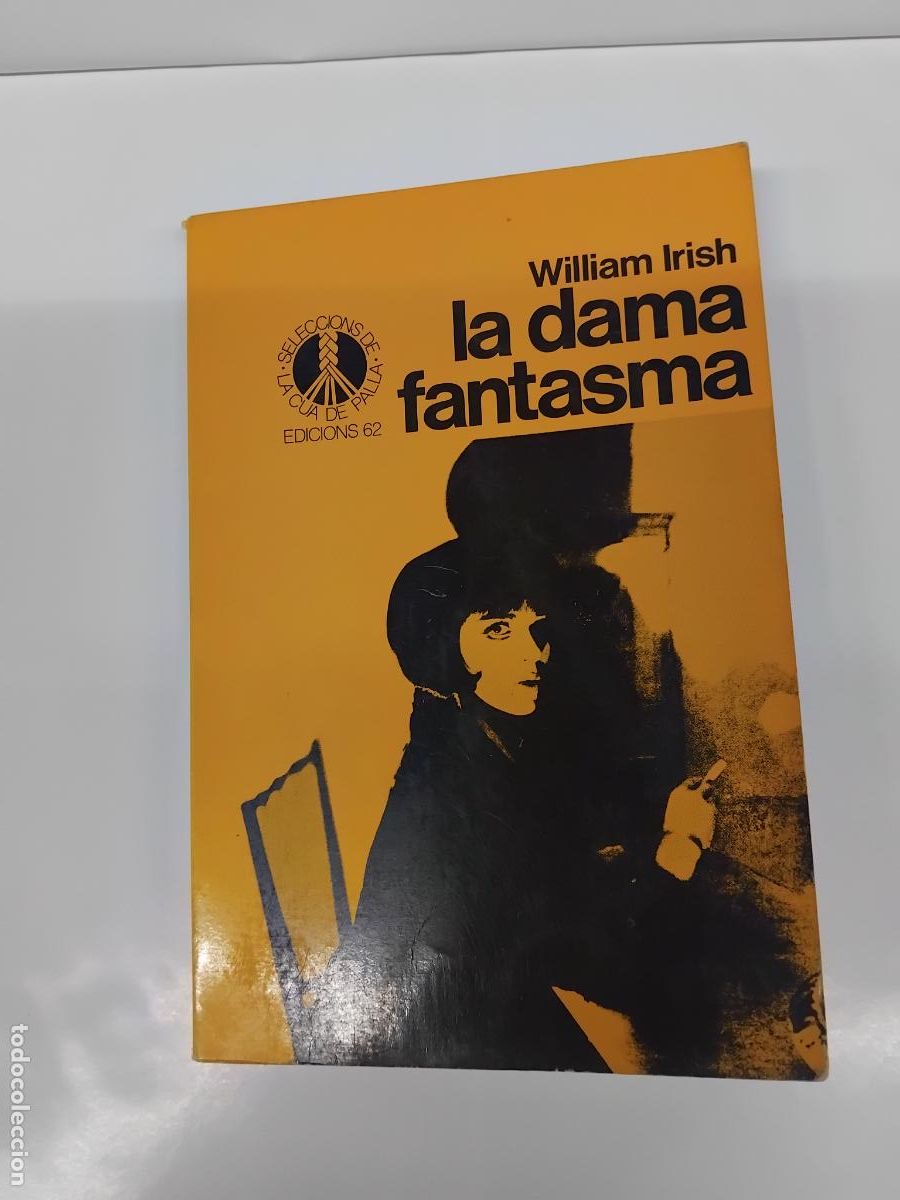 William Irish
la dama
fantasma
SELECCIONS DE
LA CUA DE PALLA
EDICIONS 62
todocoleccion